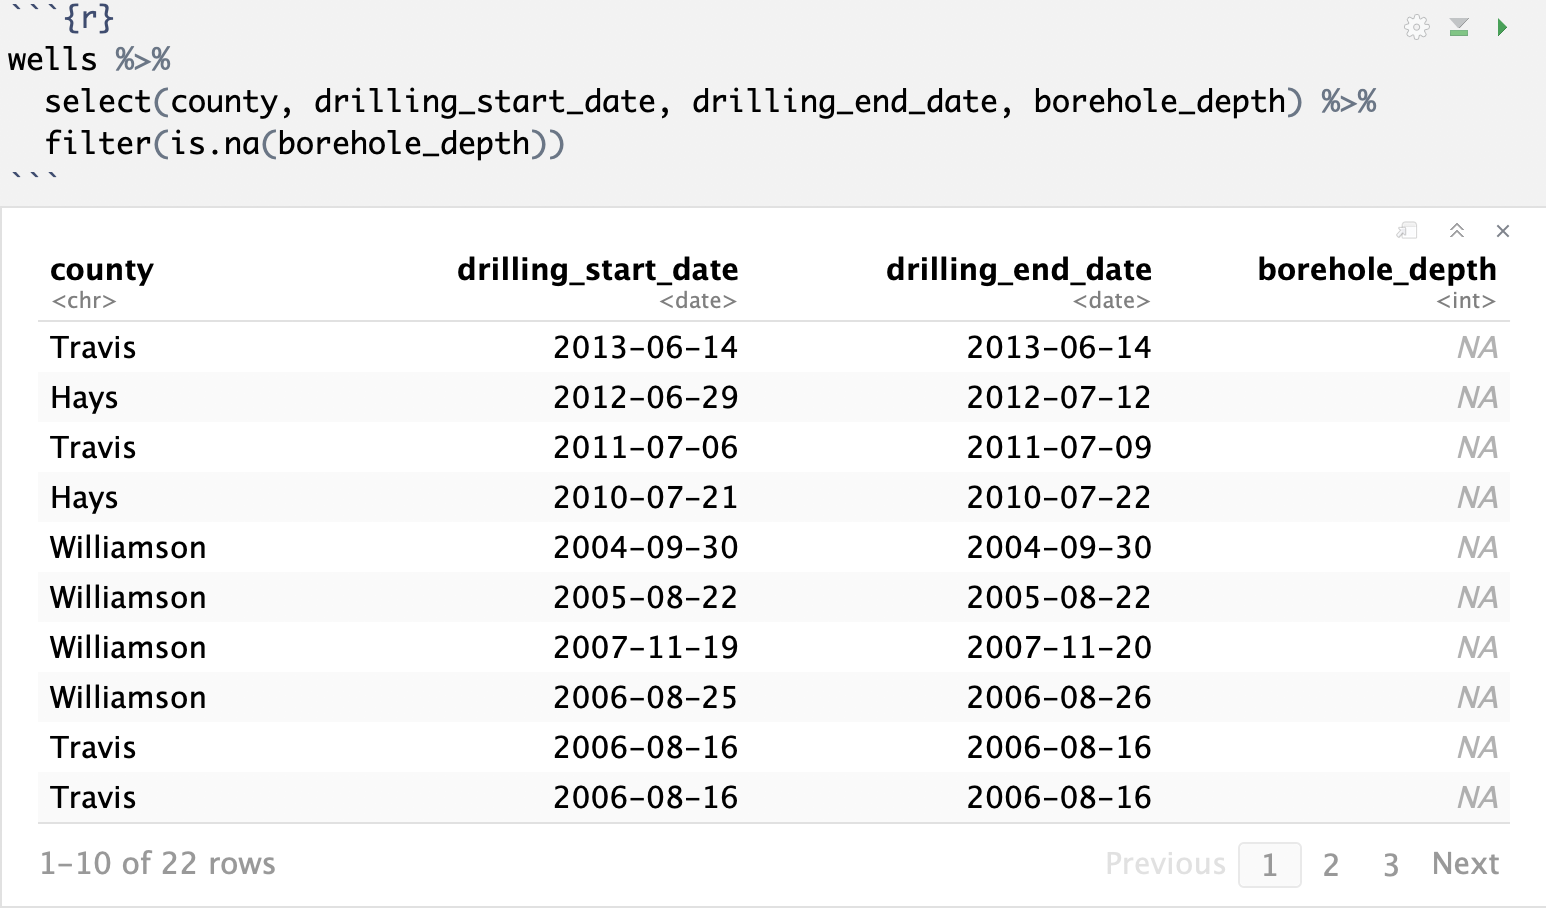 ```{r}
wells %>%
  select(county, drilling_start_date, drilling_end_date, borehole_depth) %>%
  filter(is.na(borehole_depth))
```
county drilling_start_date drilling_end_date borehole_depth
<chr> <date> <date> <int>
Travis 2013-06-14 2013-06-14 NA
Hays 2012-06-29 2012-07-12 NA
Travis 2011-07-06 2011-07-09 NA
Hays 2010-07-21 2010-07-22 NA
Williamson 2004-09-30 2004-09-30 NA
Williamson 2005-08-22 2005-08-22 NA
Williamson 2007-11-19 2007-11-20 NA
Williamson 2006-08-25 2006-08-26 NA
Travis 2006-08-16 2006-08-16 NA
Travis 2006-08-16 2006-08-16 NA
1-10 of 22 rows Previous 1 2 3 Next